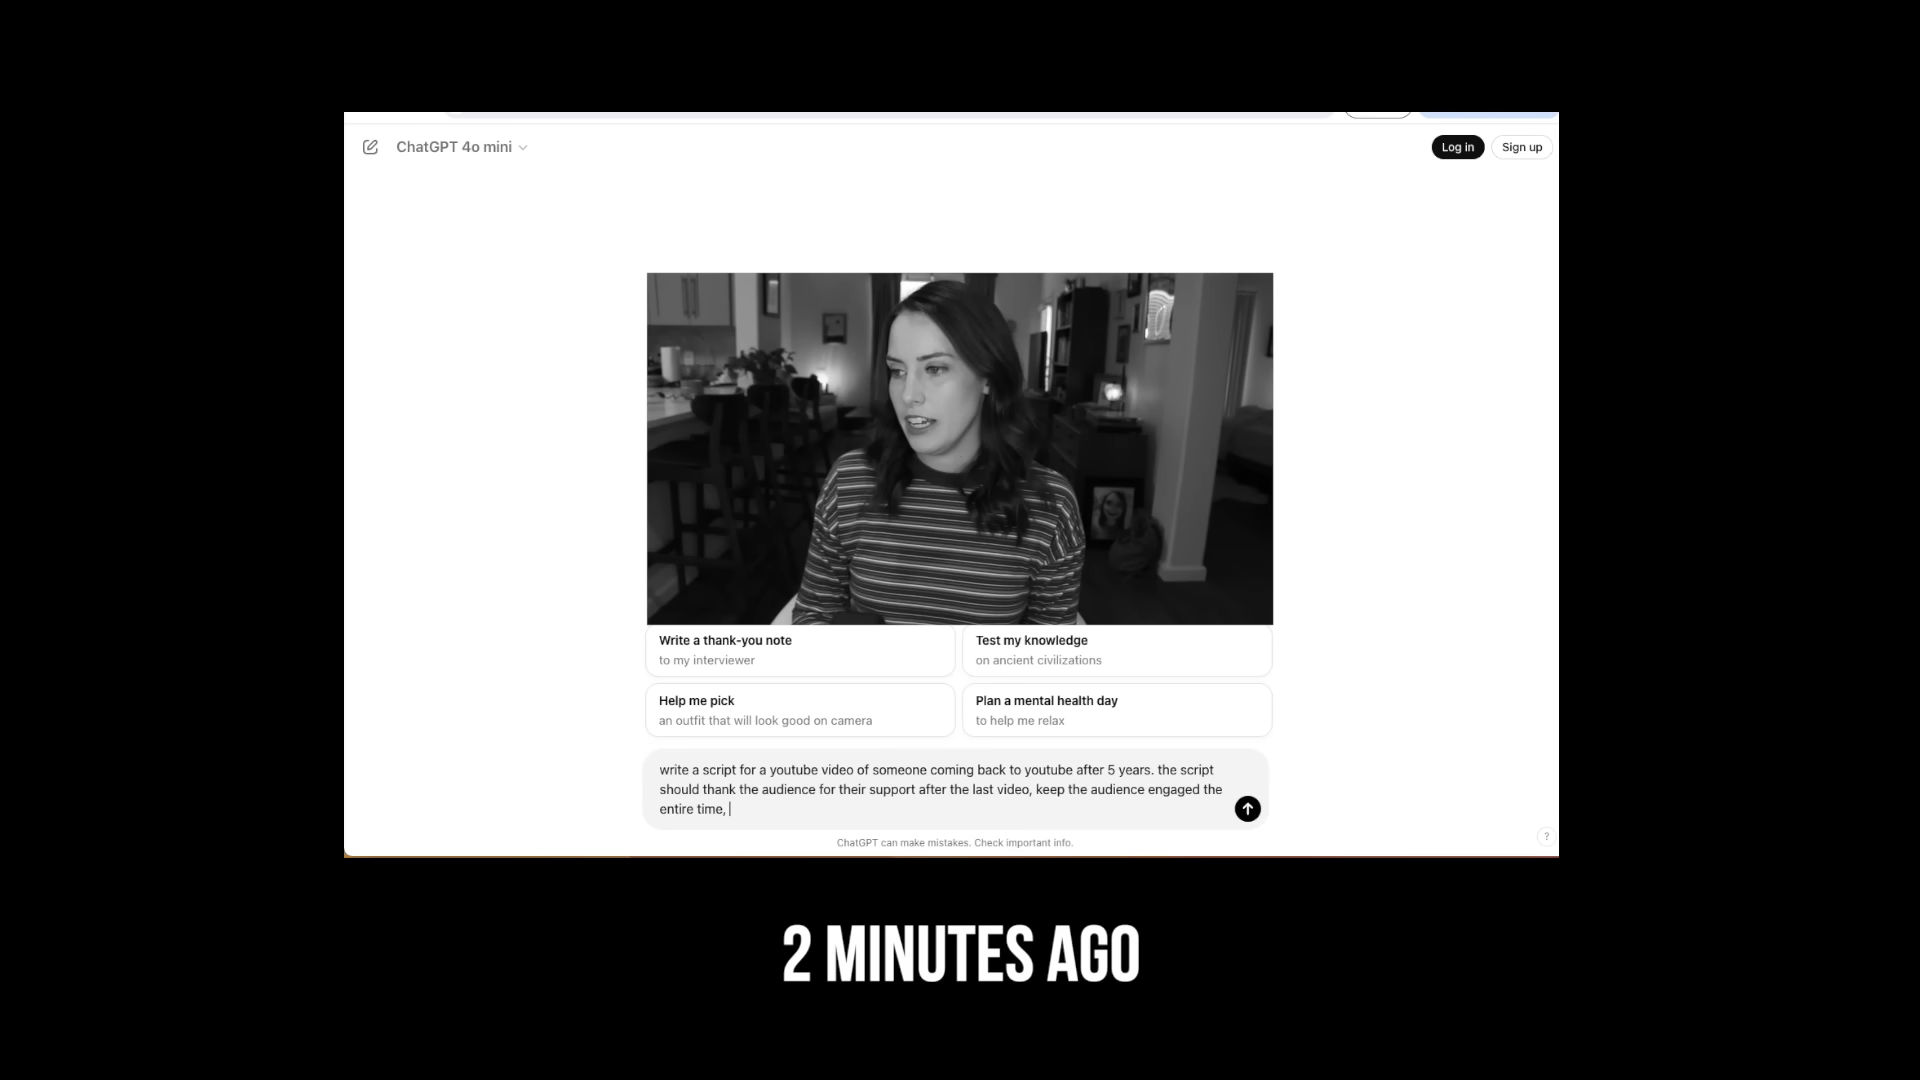 ChatGPT 4o mini
Log in
Sign up
Write a thank-you note
to my interviewer
Test my knowledge
on ancient civilizations
Help me pick
an outfit that will look good on camera
Plan a mental health day
to help me relax
write a script for a youtube video of someone coming back to youtube after 5 years. the script
should thank the audience for their support after the last video, keep the audience engaged the
entire time,
ChatGPT can make mistakes. Check important info.
?
2 MINUTES AGO